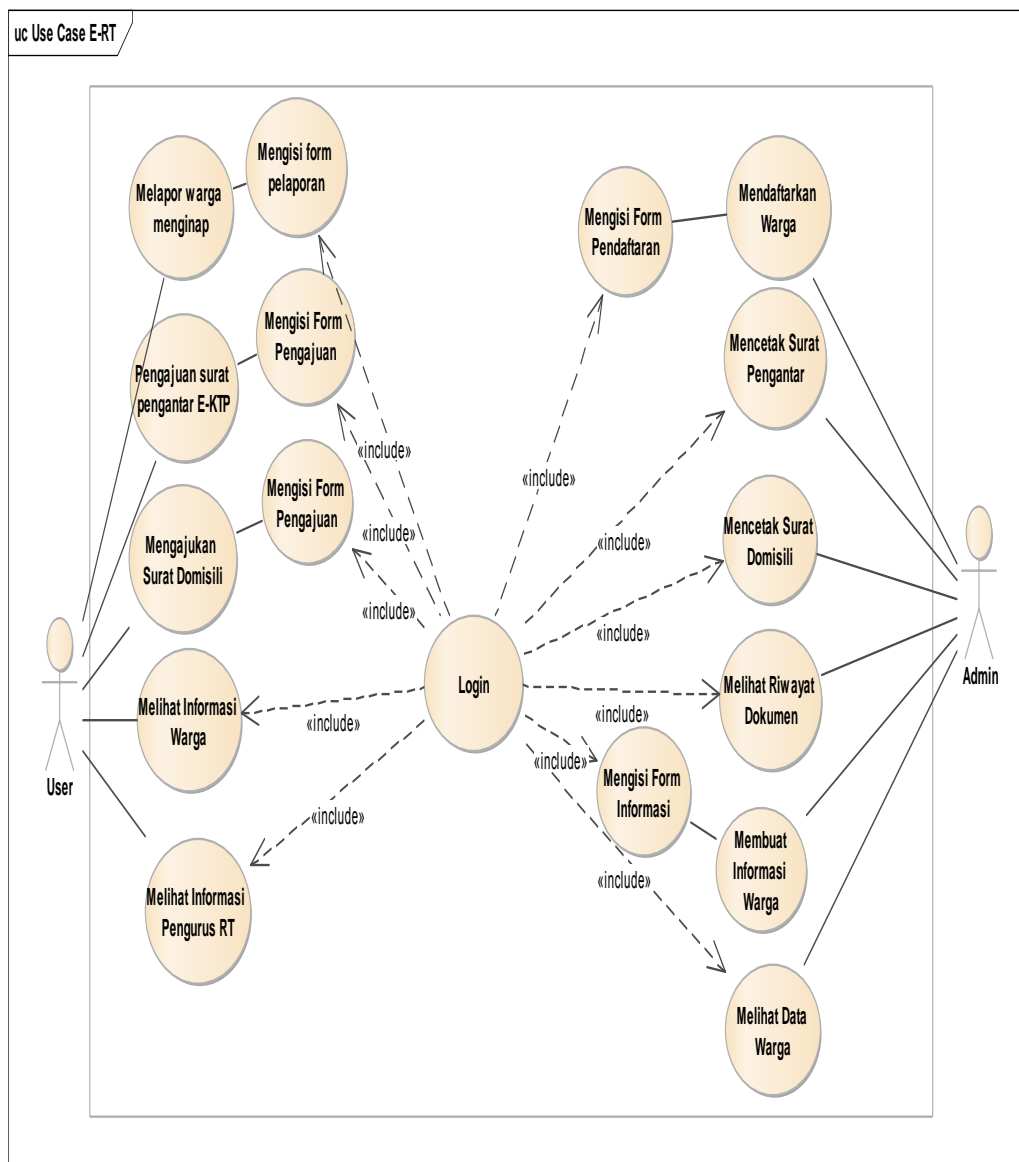 uc Use Case E-RT
Mengisi form
pelaporan
Melapor warga
menginap
Mengisi Form
Pendaftaran
Mendaftarkan
Warga
Mengisi Form
Pengajuan
Pengajuan surat
pengantar E-KTP
Mencetak Surat
Pengantar
«include»
«include»
Mengisi Form
Pengajuan
«include»
«include»
Mengajukan
Surat Domisili
Mencetak Surat
Domisili
«include»
«include»
Login
User
Admin
Melihat Informasi
Warga
«include»
Melihat Riwayat
Dokumen
«include»
«include»
Mengisi Form
Informasi
«include»
Membuat
Informasi
Warga
«include»
Melihat Informasi
Pengurus RT
Melihat Data
Warga